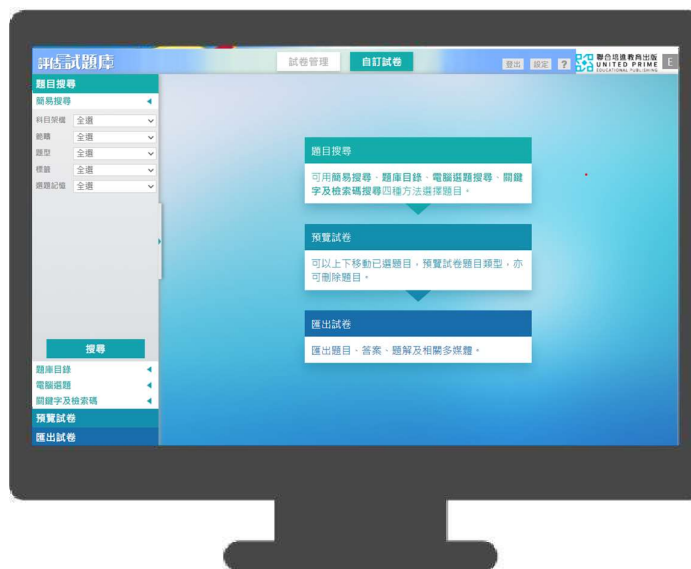 評估試題庫
試卷管理
自訂試卷
登出
設定
?
聯合培進教育出版
UNITED PRIME
EDUCATIONAL PUBLISHING
E
題目搜尋
簡易搜尋
科目架構 全選
範疇 全選
題型 全選
標籤 全選
選題記憶 全選
搜尋
題庫目錄
電腦選題
關鍵字及檢索碼
預覽試卷
匯出試卷
題目搜尋
可用簡易搜尋、題庫目錄、電腦選題搜尋、關鍵
字及檢索碼搜尋四種方法選擇題目。
預覽試卷
可以上下移動已選題目,預覽試卷題目類型,亦
可刪除題目。
匯出試卷
匯出題目、答案、題解及相關多媒體。